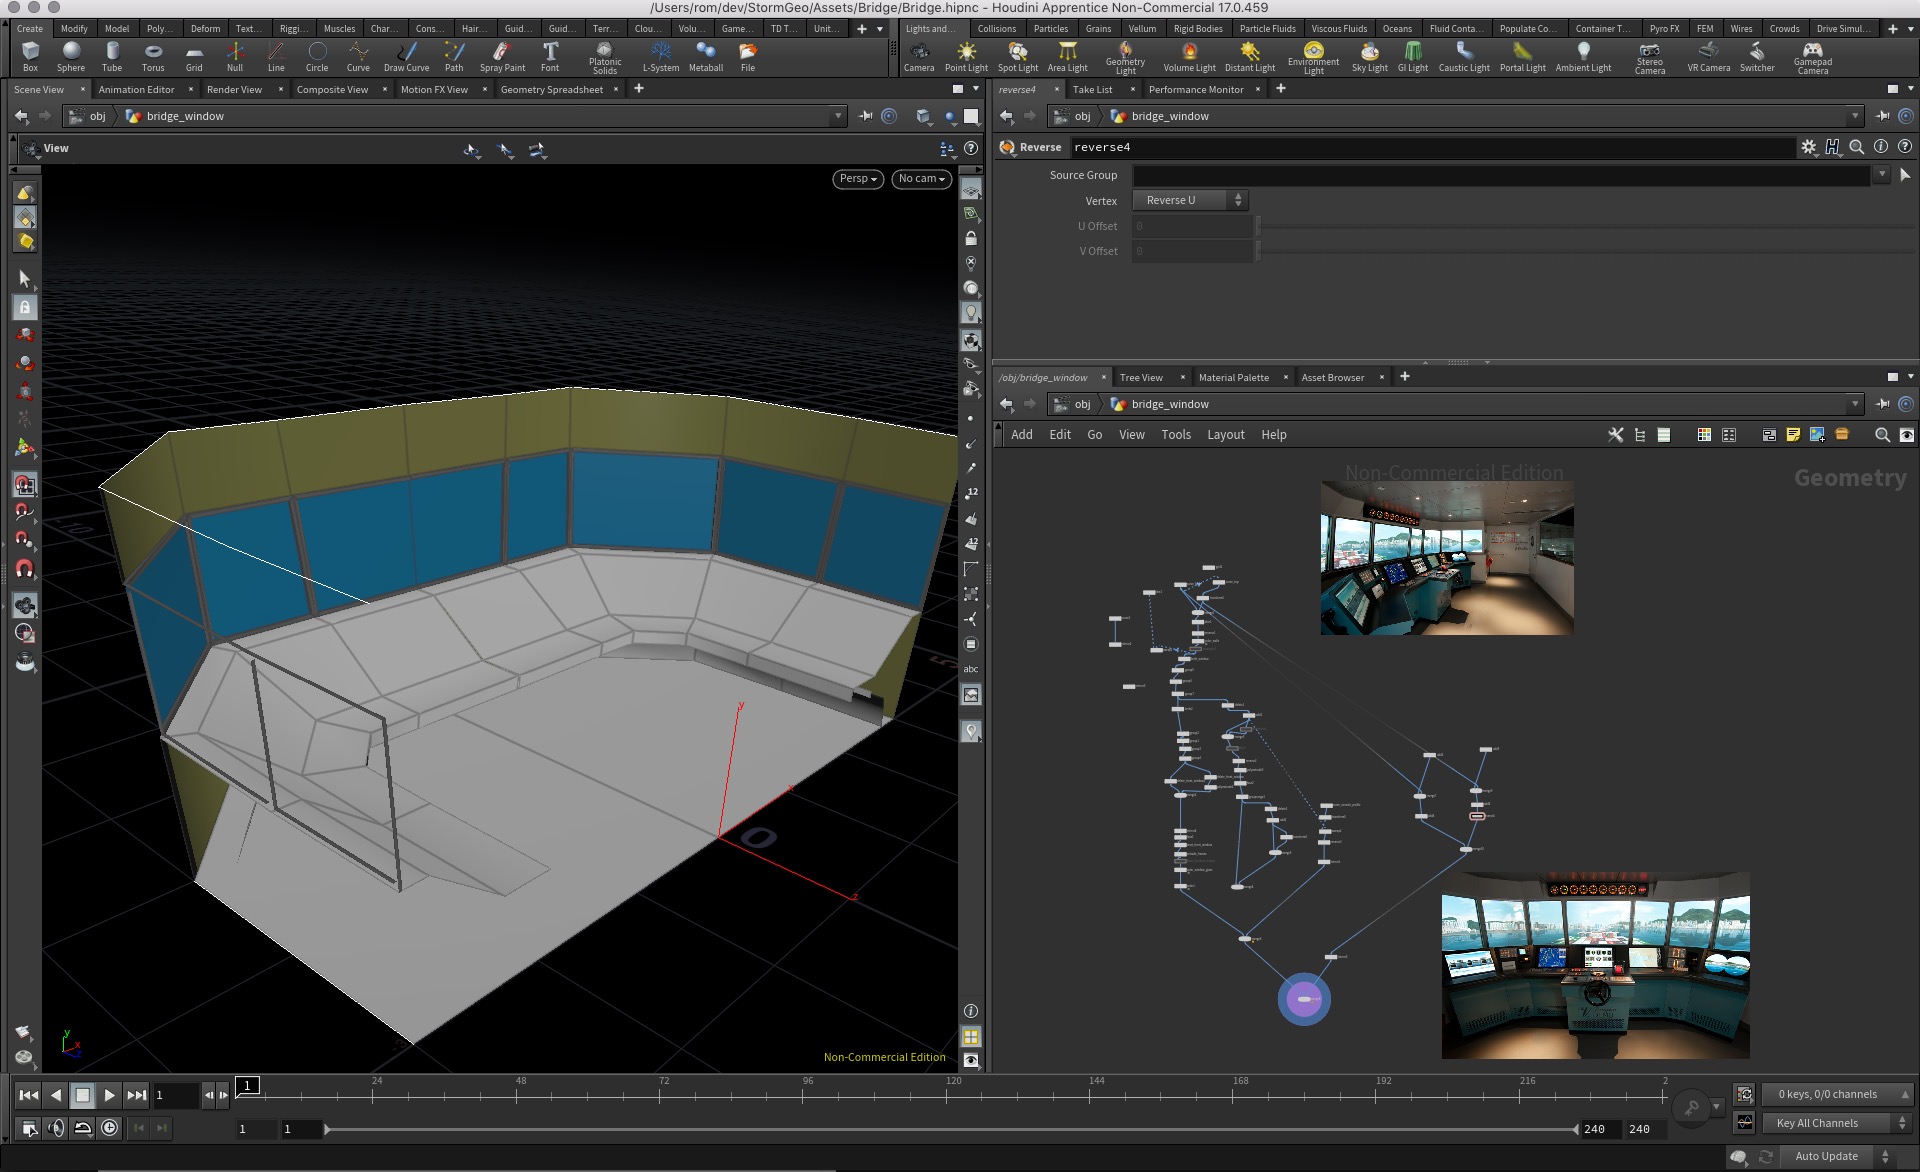 /Users/rom/dev/StormGeo/Assets/Bridge/Bridge.hipnc - Houdini Apprentice Non-Commercial 17.0.459
Create Modify Model Poly... Deform Text... Riggi... Muscles Char... Cons... Hair... Guid... Guid... Terr... Clou... Volu... Game... TD T... Unit...
Lights and... Collisions Particles Grains Vellum Rigid Bodies Particle Fluids Viscous Fluids Oceans Fluid Conta... Populate Co... Container T... Pyro FX FEM Wires Crowds Drive Simul...
Box Sphere Tube Torus Grid Null Line Circle Curve Draw Curve Path Spray Paint Font Platonic Solids L-System Metaball File
Camera Point Light Spot Light Area Light Geometry Light Volume Light Distant Light Environment Light Sky Light GI Light Caustic Light Portal Light Ambient Light Stereo Camera VR Camera Switcher Gamepad Camera
Scene View Animation Editor Render View Composite View Motion FX View Geometry Spreadsheet
reverse4 Take List Performance Monitor
obj bridge_window
obj bridge_window
View
Reverse reverse4
Source Group
Vertex Reverse U
U Offset 0
V Offset 0
Persp No cam
/obj/bridge_window Tree View Material Palette Asset Browser
obj bridge_window
Add Edit Go View Tools Layout Help
Non-Commercial Edition
Geometry
12
12
abc
y
x
z
0
y
x
z
Non-Commercial Edition
1 1 24 48 72 96 120 144 168 192 216 2
0 keys, 0/0 channels
1 1 240 240
Key All Channels
Auto Update